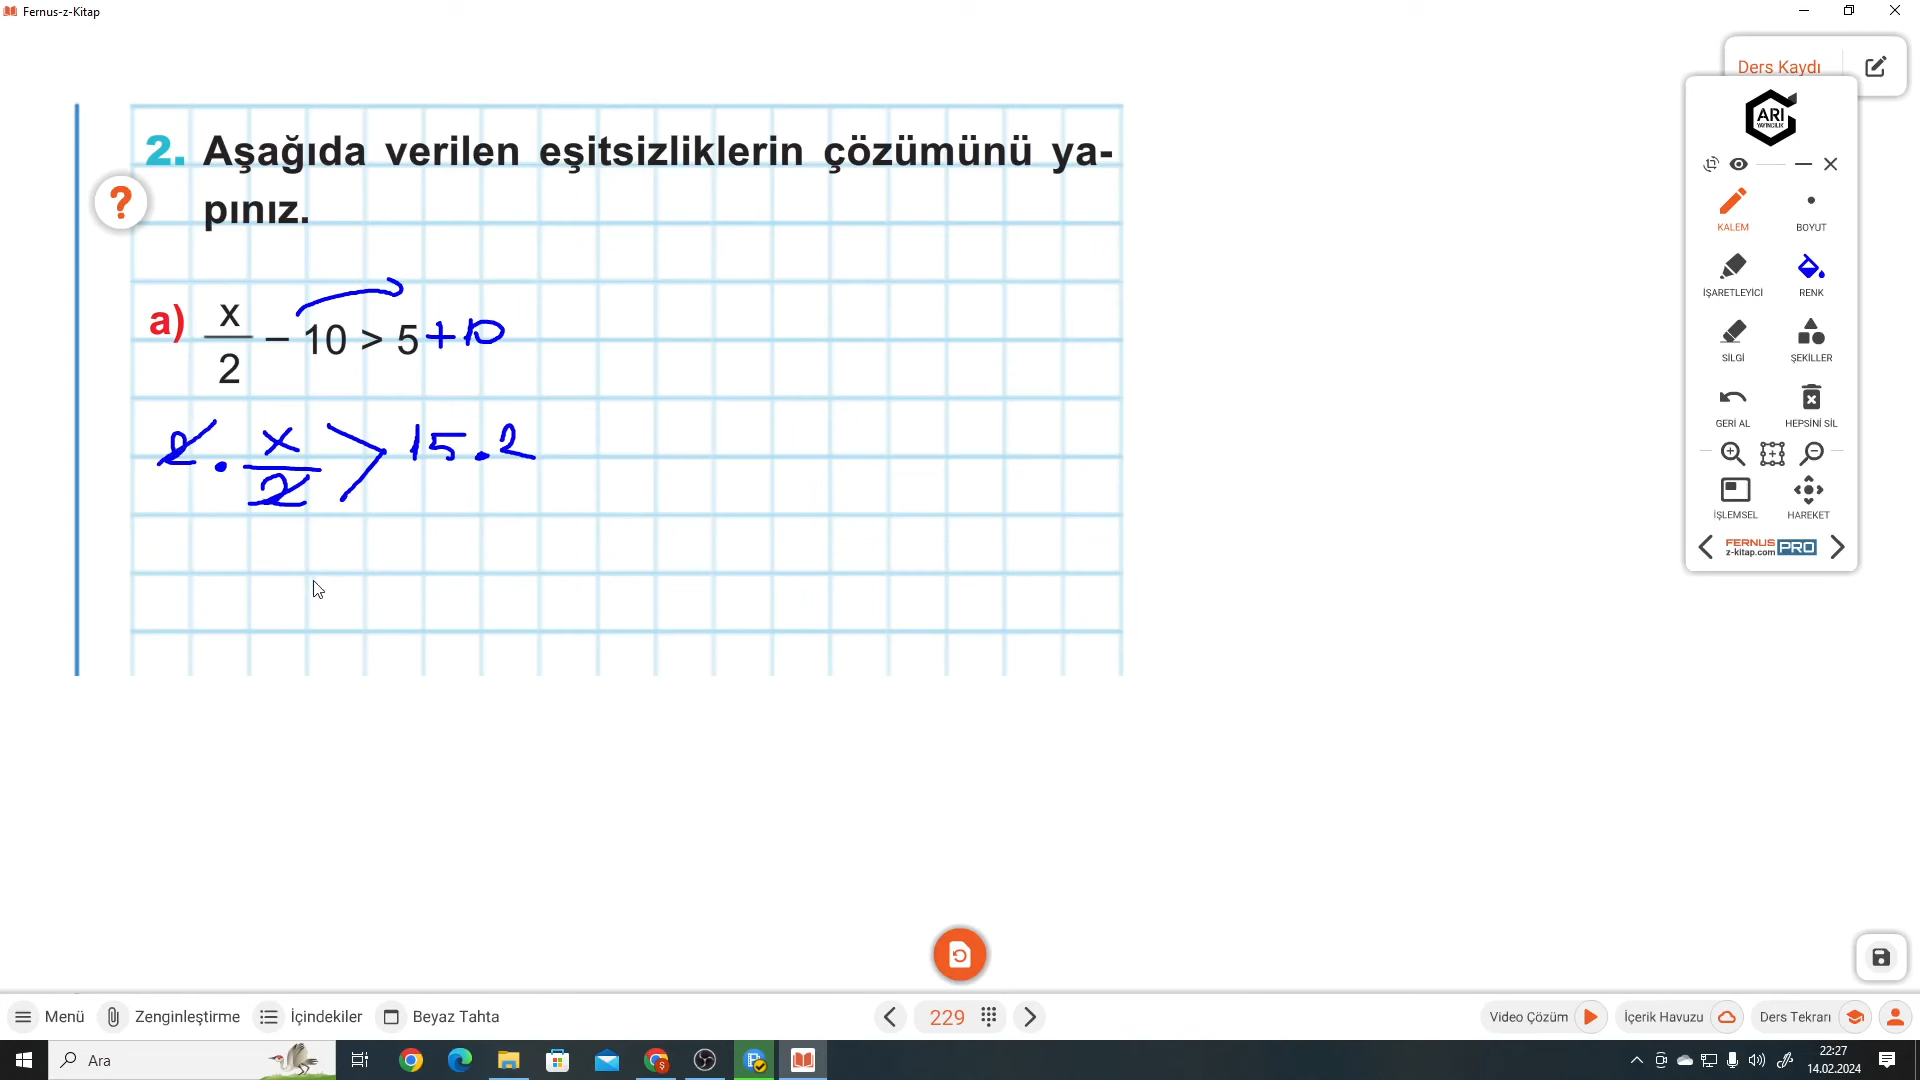 Fernus-z-Kitap
Ders Kaydı
ARI
YAYINCILIK
2. Aşağıda verilen eşitsizliklerin çözümünü ya-
pınız.
?
a) x/2 − 10 > 5 + 10
2 . x/2 > 15 . 2
KALEM
BOYUT
İŞARETLEYİCİ
RENK
SİLGİ
ŞEKİLLER
GERİ AL
HEPSİNİ SİL
İŞLEMSEL
HAREKET
FERNUS
z-kitap.com PRO
Menü
Zenginleştirme
İçindekiler
Beyaz Tahta
229
Video Çözüm
İçerik Havuzu
Ders Tekrarı
Ara
22:27
14.02.2024